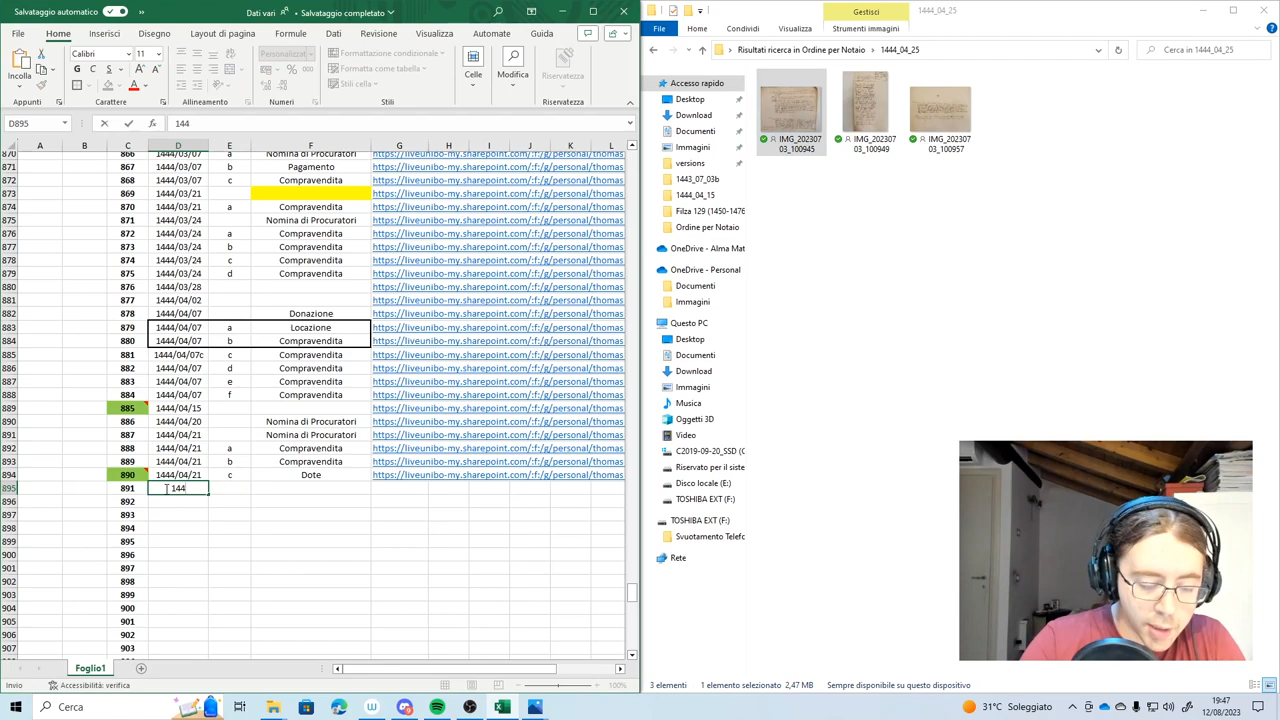 Salvataggio automatico
Dati vari - Salvataggio completato
File Home Inserisci Disegno Layout di pagina Formule Dati Revisione Visualizza Automate Guida
Incolla
Calibri 11
G C S
Personalizzati
Formattazione condizionale
Formatta come tabella
Stili cella
Celle
Modifica
Riservatezza
Appunti Carattere Allineamento Numeri Stili Riservatezza
D895 144
C D E F G H I J K L
870 866 1444/03/07 Nomina di Procuratori https://liveunibo-my.sharepoint.com/:f:/g/personal/thomas
871 867 1444/03/07 Pagamento https://liveunibo-my.sharepoint.com/:f:/g/personal/thomas
872 868 1444/03/07 c Compravendita https://liveunibo-my.sharepoint.com/:f:/g/personal/thomas
873 869 1444/03/21 https://liveunibo-my.sharepoint.com/:f:/g/personal/thomas
874 870 1444/03/21 a Compravendita https://liveunibo-my.sharepoint.com/:f:/g/personal/thomas
875 871 1444/03/24 Nomina di Procuratori https://liveunibo-my.sharepoint.com/:f:/g/personal/thomas
876 872 1444/03/24 a Compravendita https://liveunibo-my.sharepoint.com/:f:/g/personal/thomas
877 873 1444/03/24 b Compravendita https://liveunibo-my.sharepoint.com/:f:/g/personal/thomas
878 874 1444/03/24 c Compravendita https://liveunibo-my.sharepoint.com/:f:/g/personal/thomas
879 875 1444/03/24 d Compravendita https://liveunibo-my.sharepoint.com/:f:/g/personal/thomas
880 876 1444/03/28 https://liveunibo-my.sharepoint.com/:f:/g/personal/thomas
881 877 1444/04/02 https://liveunibo-my.sharepoint.com/:f:/g/personal/thomas
882 878 1444/04/07 Donazione https://liveunibo-my.sharepoint.com/:f:/g/personal/thomas
883 879 1444/04/07 a Locazione https://liveunibo-my.sharepoint.com/:f:/g/personal/thomas
884 880 1444/04/07 b Compravendita https://liveunibo-my.sharepoint.com/:f:/g/personal/thomas
885 881 1444/04/07c c Compravendita https://liveunibo-my.sharepoint.com/:f:/g/personal/thomas
886 882 1444/04/07 d Compravendita https://liveunibo-my.sharepoint.com/:f:/g/personal/thomas
887 883 1444/04/07 e Compravendita https://liveunibo-my.sharepoint.com/:f:/g/personal/thomas
888 884 1444/04/07 f Compravendita https://liveunibo-my.sharepoint.com/:f:/g/personal/thomas
889 885 1444/04/15 https://liveunibo-my.sharepoint.com/:f:/g/personal/thomas
890 886 1444/04/20 Nomina di Procuratori https://liveunibo-my.sharepoint.com/:f:/g/personal/thomas
891 887 1444/04/21 Nomina di Procuratori https://liveunibo-my.sharepoint.com/:f:/g/personal/thomas
892 888 1444/04/21 a Compravendita https://liveunibo-my.sharepoint.com/:f:/g/personal/thomas
893 889 1444/04/21 b Compravendita https://liveunibo-my.sharepoint.com/:f:/g/personal/thomas
894 890 1444/04/21 Dote https://liveunibo-my.sharepoint.com/:f:/g/personal/thomas
895 891 144
896 892
897 893
898 894
899 895
900 896
901 897
902 898
903 899
904 900
905 901
906 902
Foglio1
Invio Accessibilità: verifica 100%
Gestisci 1444_04_25
File Home Condividi Visualizza Strumenti immagini
Risultati ricerca in Ordine per Notaio 1444_04_25
Cerca in 1444_04_25
Accesso rapido
Desktop
Download
Documenti
Immagini
versions
1443_07_03b
1444_04_15
Filza 129 (1450-1476
Ordine per Notaio
OneDrive - Alma Mat
OneDrive - Personal
Documenti
Immagini
Questo PC
Desktop
Documenti
Download
Immagini
Musica
Oggetti 3D
Video
C2019-09-20_SSD (C
Riservato per il siste
Disco locale (E:)
TOSHIBA EXT (F:)
TOSHIBA EXT (F:)
Svuotamento Telefo
Rete
IMG_202307
03_100945
IMG_202307
03_100949
IMG_202307
03_100957
3 elementi 1 elemento selezionato 2,47 MB Sempre disponibile su questo dispositivo
Cerca
31°C Soleggiato
19:47
12/08/2023